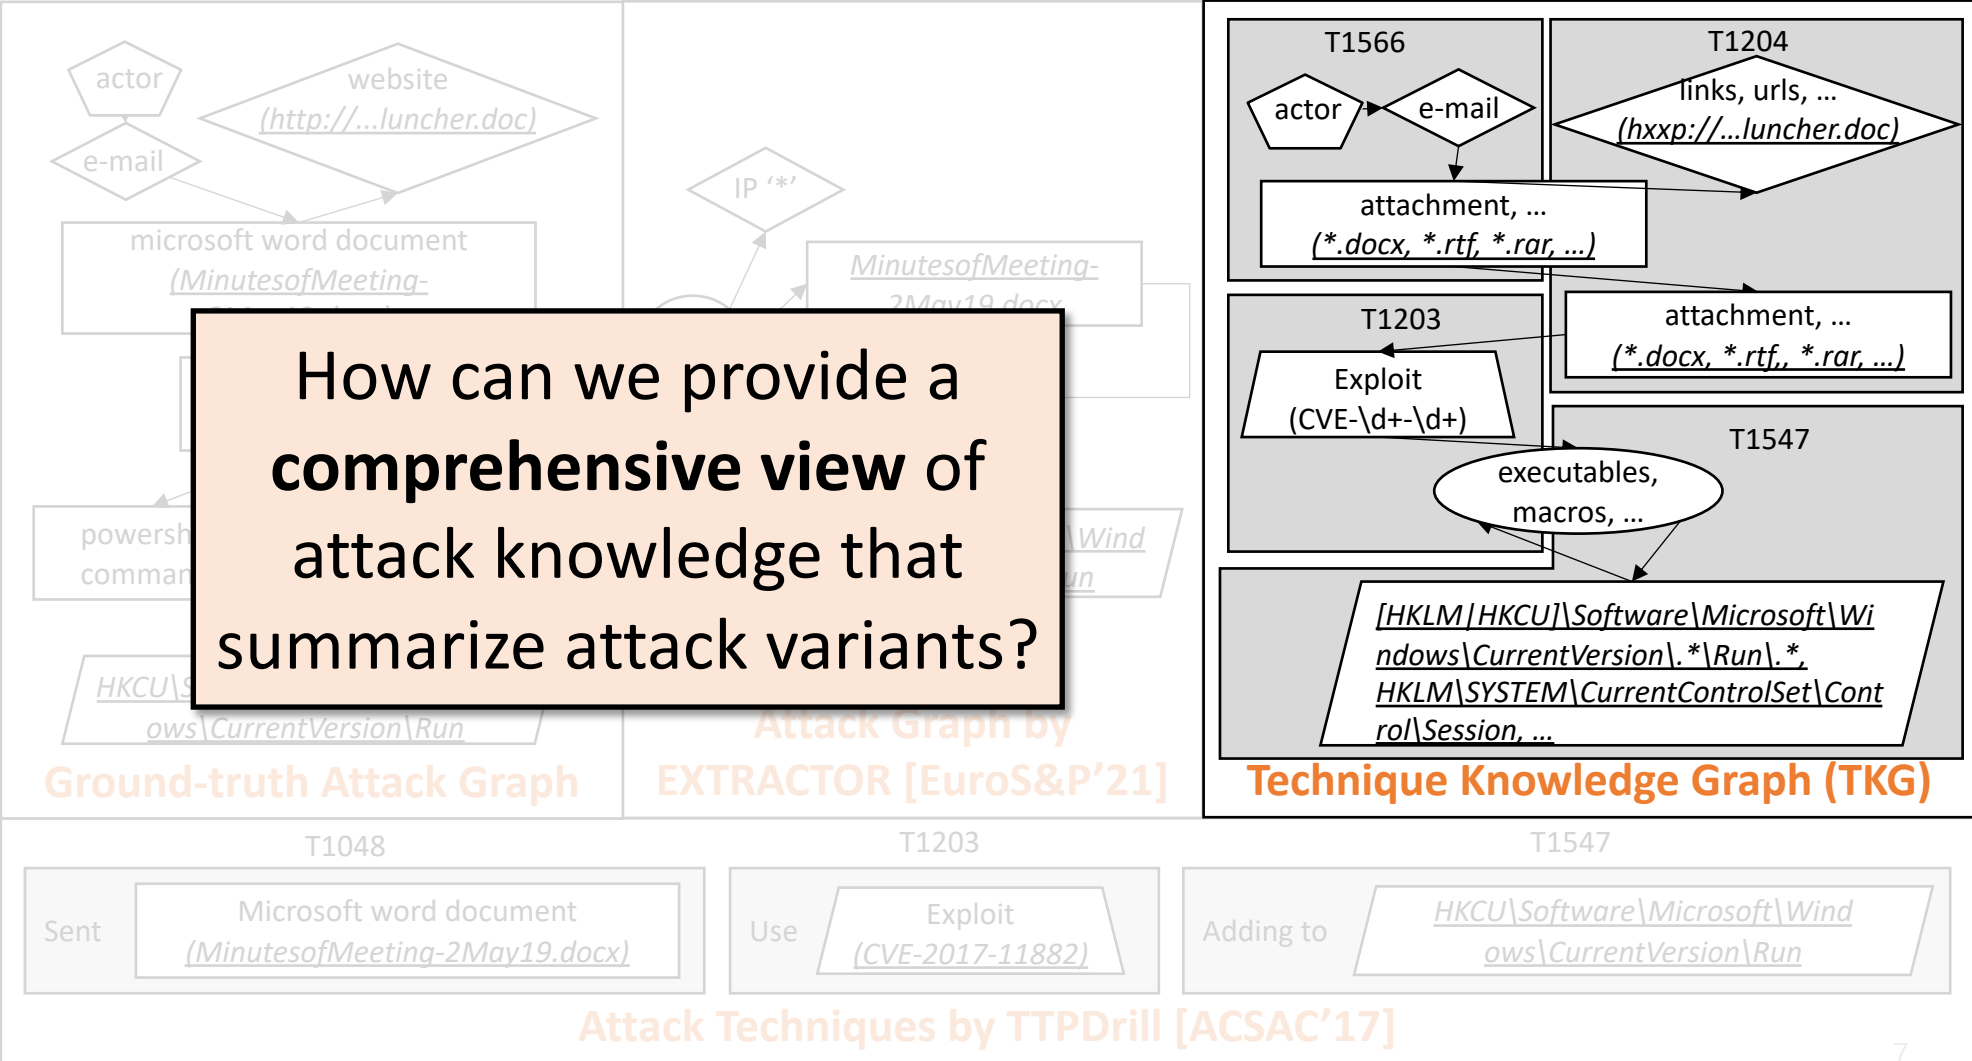 actor
website
(http://...luncher.doc)
e-mail
microsoft word document
(MinutesofMeeting-
powersh
comman
HKCU\S
ows\CurrentVersion\Run
Ground-truth Attack Graph
IP ‘*’
MinutesofMeeting-
2May19.docx
\Wind
un
Attack Graph by
EXTRACTOR [EuroS&P’21]
How can we provide a
comprehensive view of
attack knowledge that
summarize attack variants?
T1566
actor
e-mail
attachment, ...
(*.docx, *.rtf, *.rar, ...)
T1204
links, urls, ...
(hxxp://...luncher.doc)
attachment, ...
(*.docx, *.rtf,, *.rar, ...)
T1203
Exploit
(CVE-\d+-\d+)
T1547
executables,
macros, ...
[HKLM|HKCU]\Software\Microsoft\Wi
ndows\CurrentVersion\.*\Run\.*,
HKLM\SYSTEM\CurrentControlSet\Cont
rol\Session, ...
Technique Knowledge Graph (TKG)
T1048
Sent
Microsoft word document
(MinutesofMeeting-2May19.docx)
T1203
Use
Exploit
(CVE-2017-11882)
T1547
Adding to
HKCU\Software\Microsoft\Wind
ows\CurrentVersion\Run
Attack Techniques by TTPDrill [ACSAC’17]
7